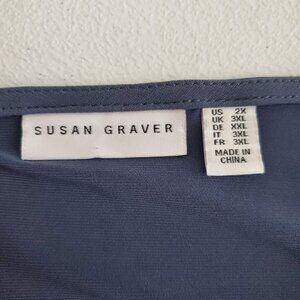 SUSAN GRAVER
US 2X
UK 3XL
DE XXL
IT 3XL
FR 3XL
MADE IN
CHINA